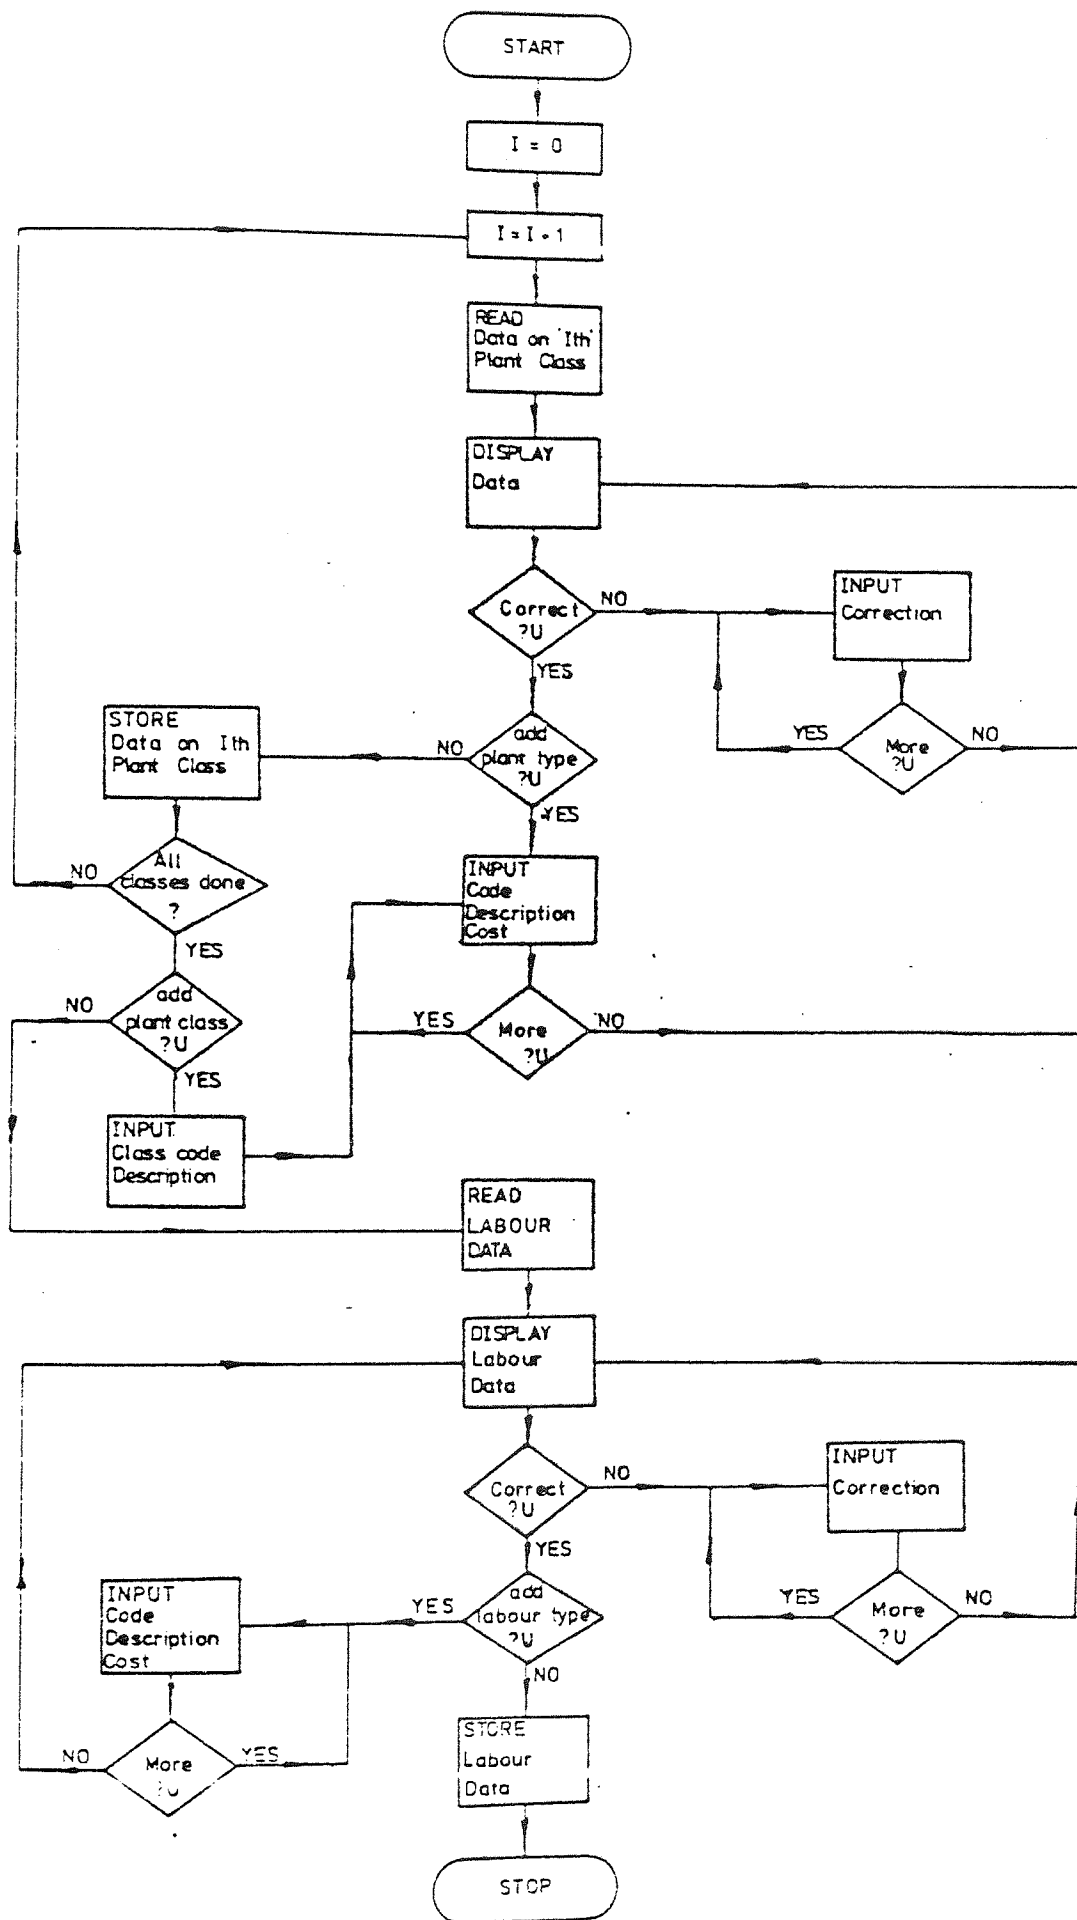 START
I = 0
I = I + 1
READ
Data on 'Ith'
Plant Class
DISPLAY
Data
Correct
?U
NO
YES
INPUT
Correction
More
?U
YES
NO
add
plant type
?U
NO
YES
STORE
Data on Ith
Plant Class
All
classes done
?
NO
YES
INPUT
Code
Description
Cost
More
?U
YES
NO
add
plant class
?U
NO
YES
INPUT
Class code
Description
READ
LABOUR
DATA
DISPLAY
Labour
Data
Correct
?U
NO
YES
INPUT
Correction
More
?U
YES
NO
add
labour type
?U
YES
NO
INPUT
Code
Description
Cost
More
?U
NO
YES
STORE
Labour
Data
STOP